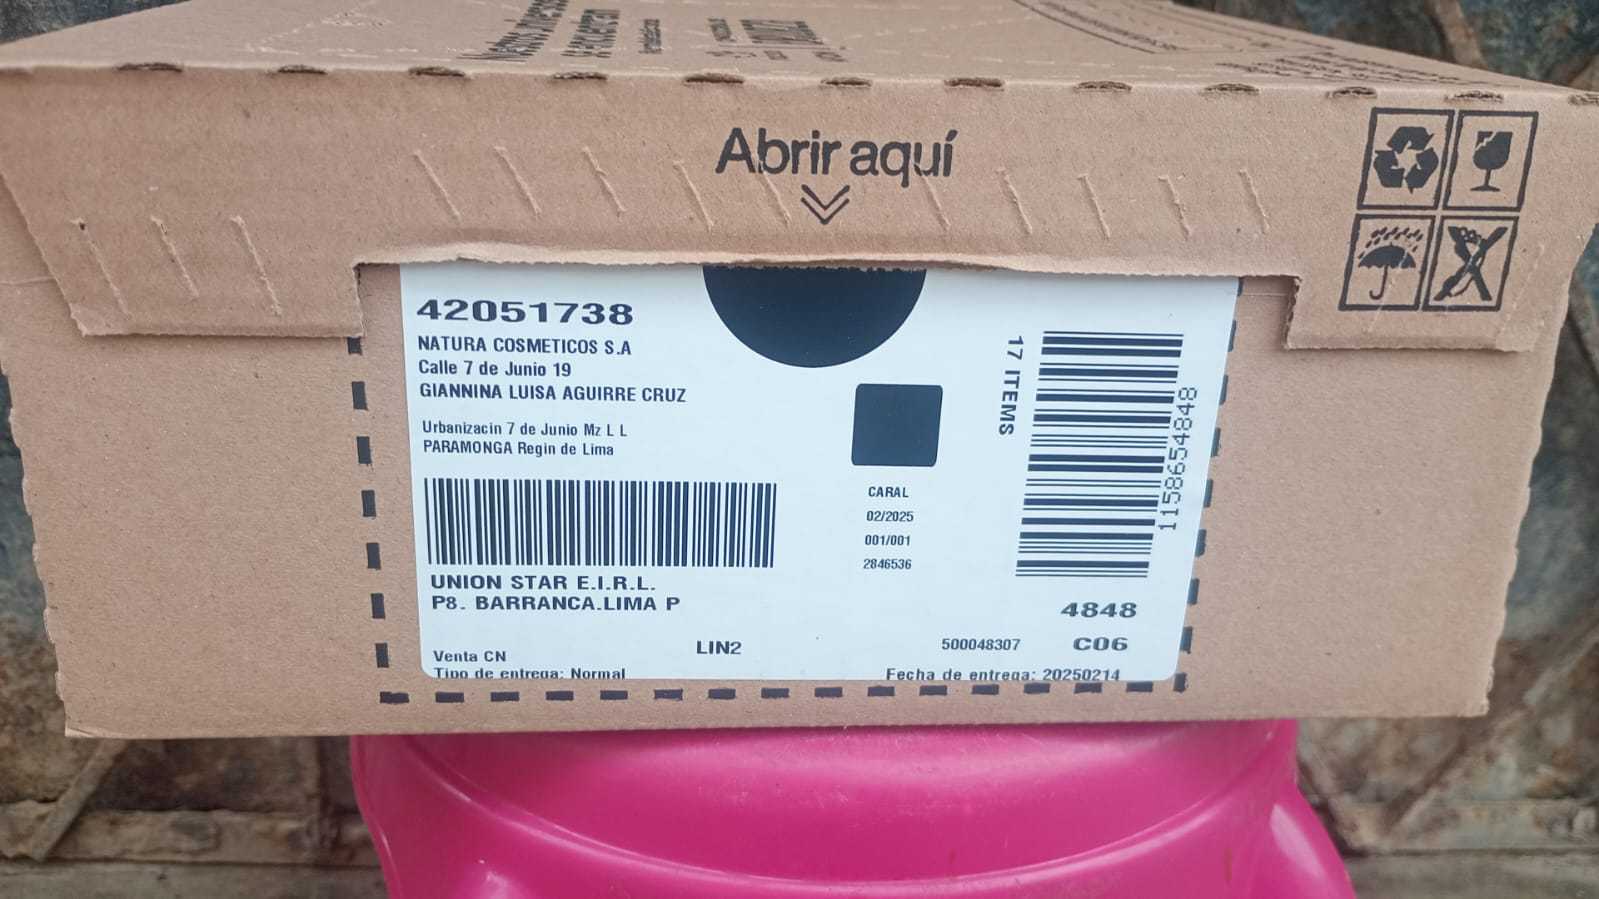 Abrir aquí
42051738
NATURA COSMETICOS S.A
Calle 7 de Junio 19
GIANNINA LUISA AGUIRRE CRUZ
Urbanizacin 7 de Junio Mz L L
PARAMONGA Regin de Lima
UNION STAR E.I.R.L.
P8. BARRANCA.LIMA P
Venta CN
LIN2
Tipo de entrega: Normal
CARAL
02/2025
001/001
2846536
17 ITEMS
1158654848
4848
500048307
C06
Fecha de entrega: 20250214